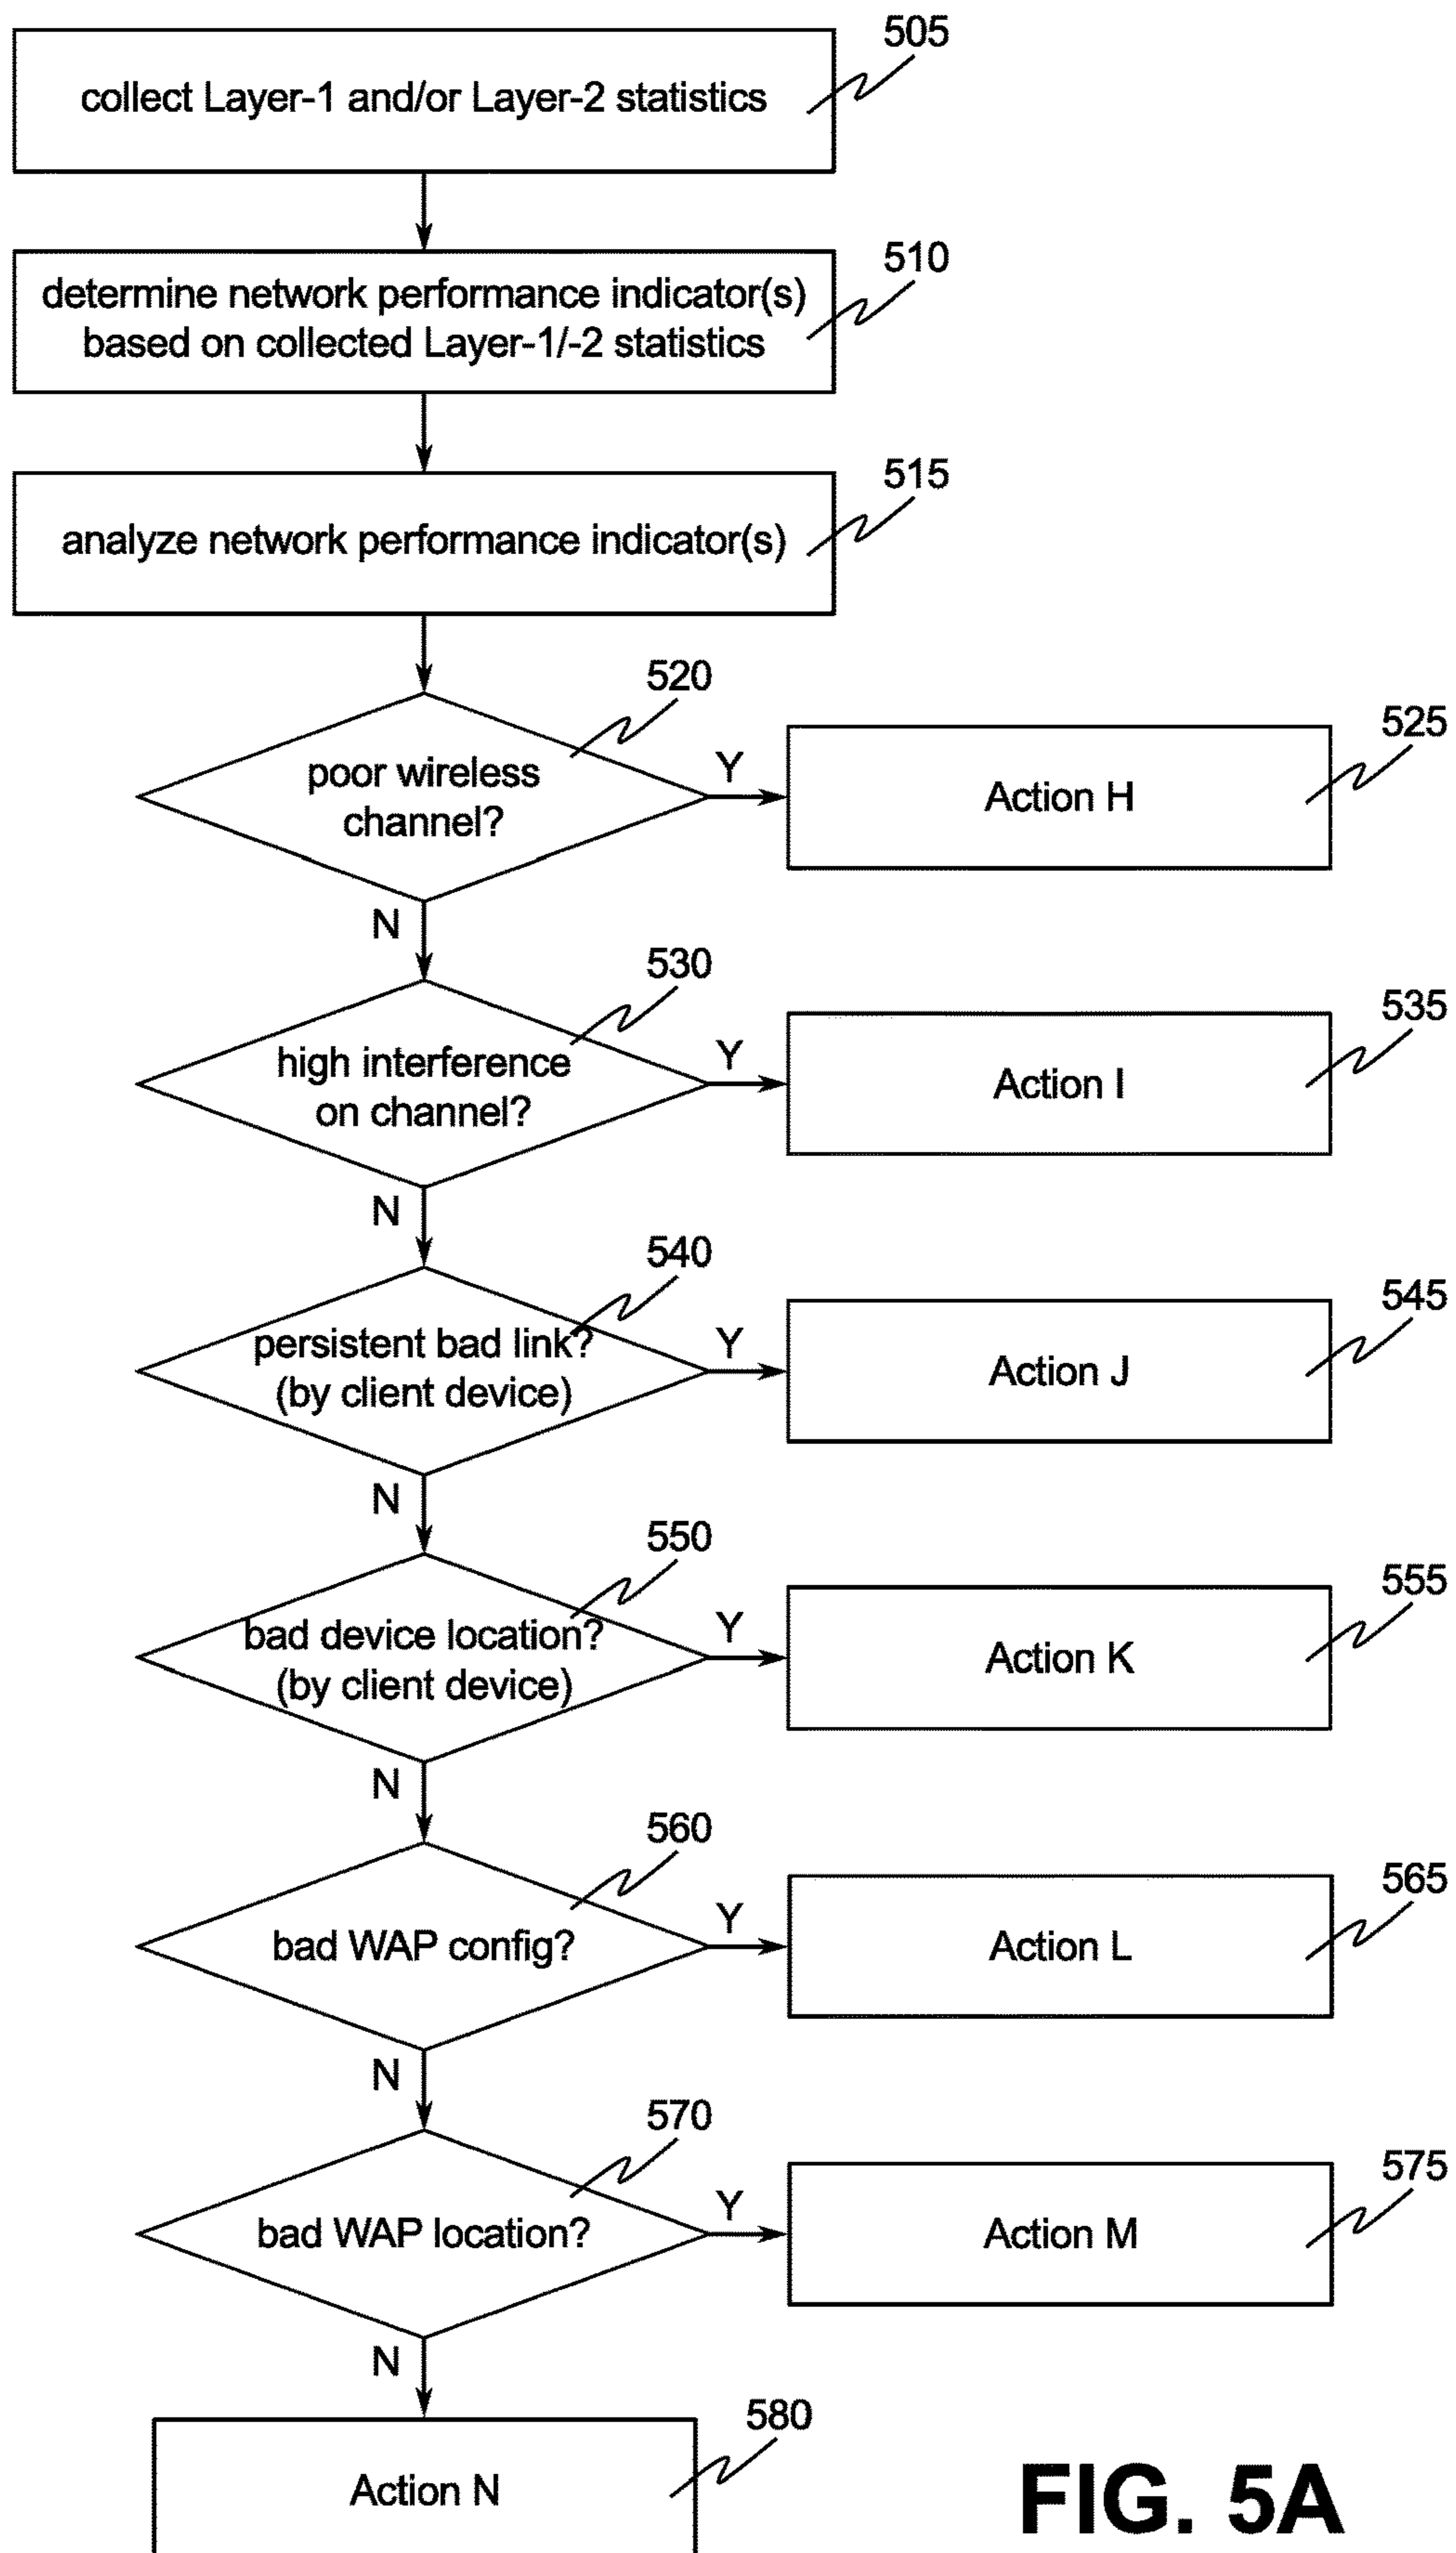 505
collect Layer-1 and/or Layer-2 statistics
510
determine network performance indicator(s)
based on collected Layer-1/-2 statistics
515
analyze network performance indicator(s)
520
poor wireless
channel?
Y
525
Action H
N
530
high interference
on channel?
Y
535
Action I
N
540
persistent bad link?
(by client device)
Y
545
Action J
N
550
bad device location?
(by client device)
Y
555
Action K
N
560
bad WAP config?
Y
565
Action L
N
570
bad WAP location?
Y
575
Action M
N
580
Action N
FIG. 5A